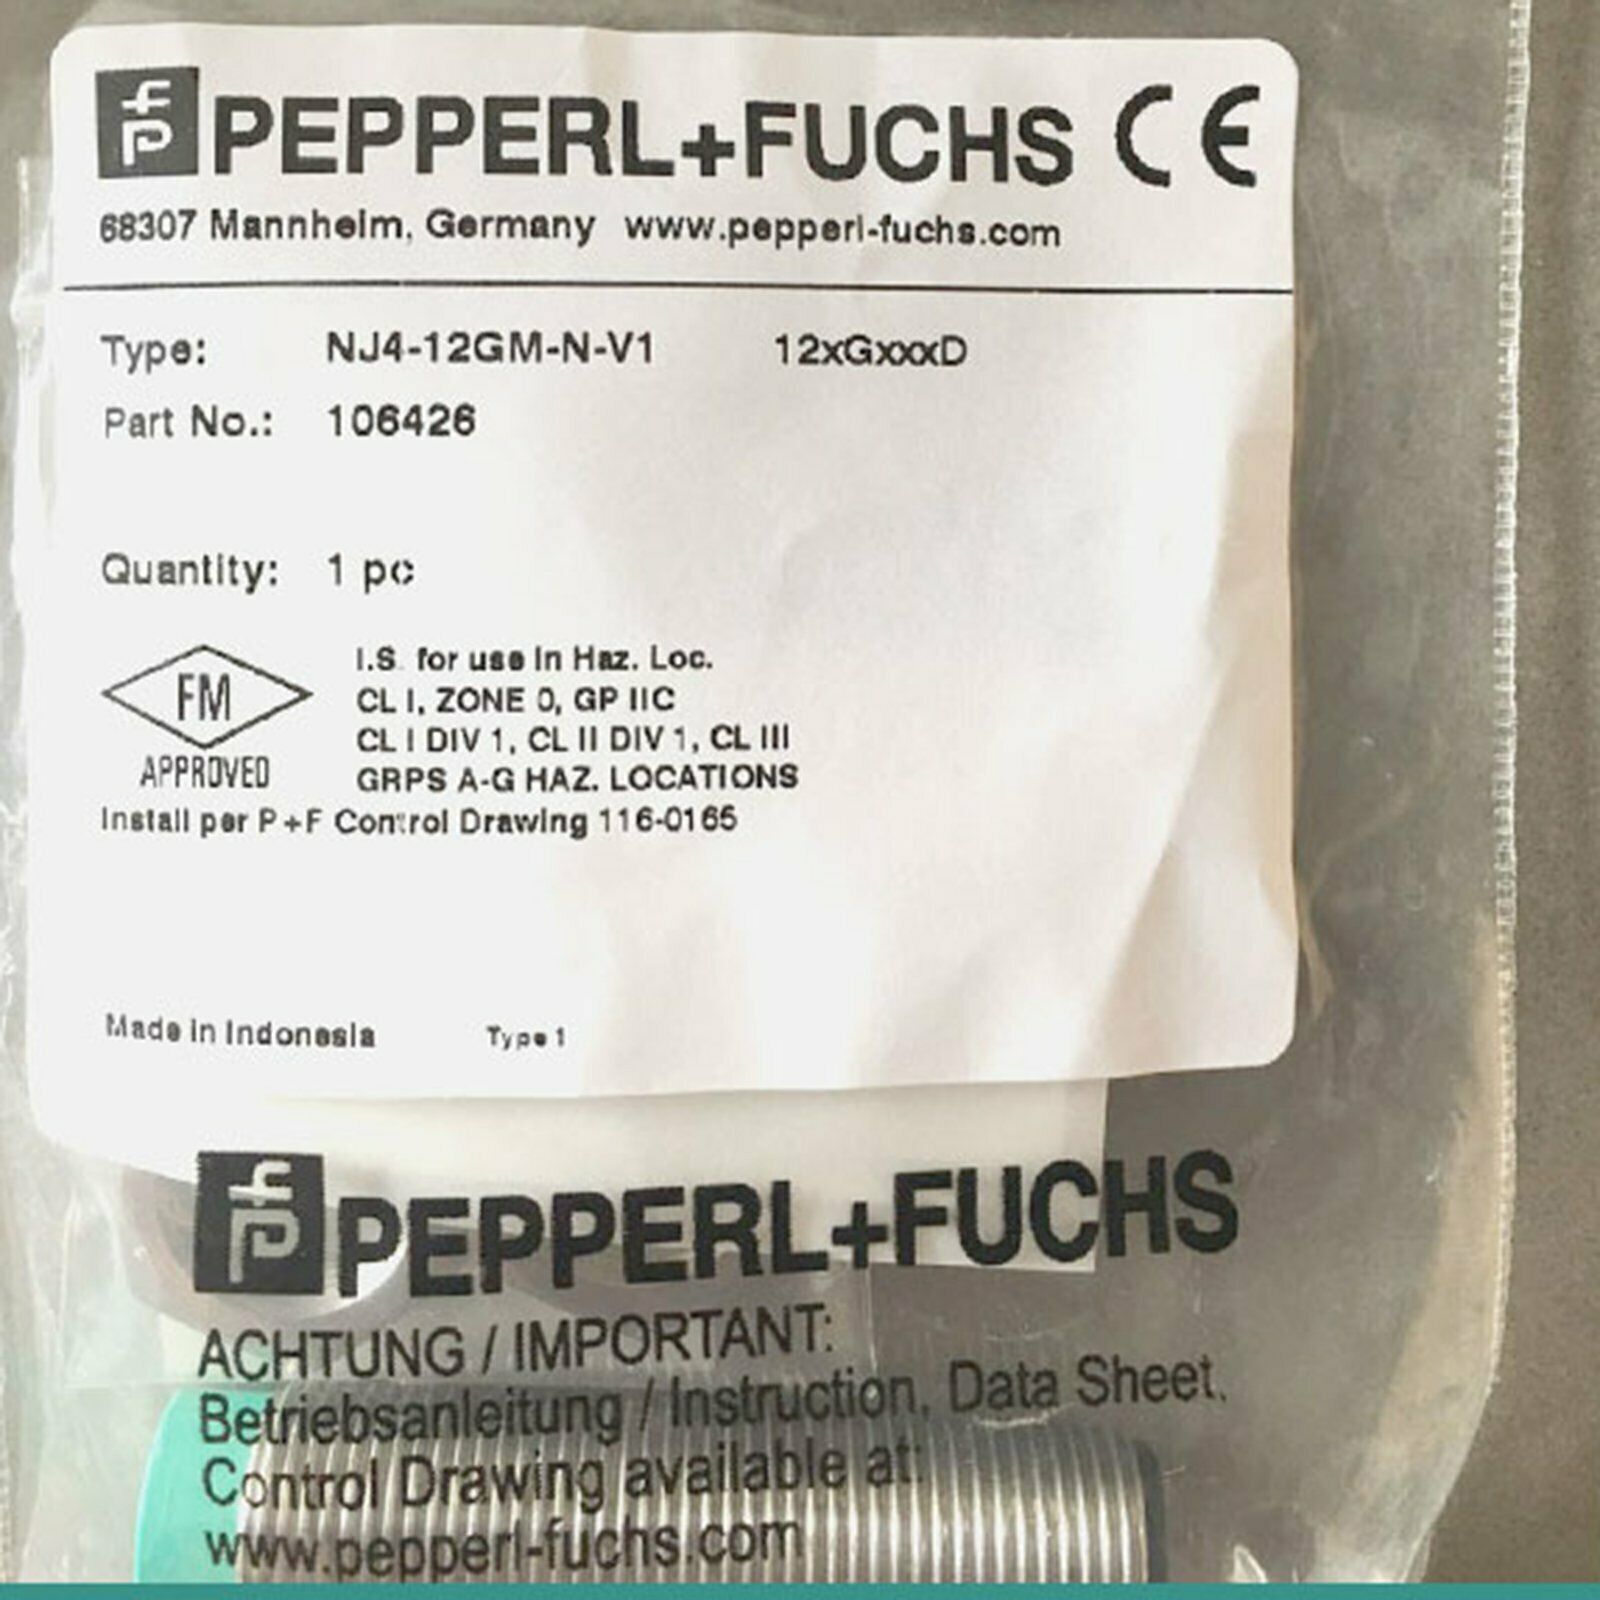 fp PEPPERL+FUCHS CE
68307 Mannheim, Germany www.pepperl-fuchs.com
Type: NJ4-12GM-N-V1 12xGxxxD
Part No.: 106426
Quantity: 1 pc
I.S. for use in Haz. Loc.
CL I, ZONE 0, GP IIC
CL I DIV 1, CL II DIV 1, CL III
GRPS A-G HAZ. LOCATIONS
FM
APPROVED
Install per P+F Control Drawing 116-0165
Made in Indonesia Type 1
fp PEPPERL+FUCHS
ACHTUNG / IMPORTANT:
Betriebsanleitung / Instruction, Data Sheet,
Control Drawing available at:
www.pepperl-fuchs.com